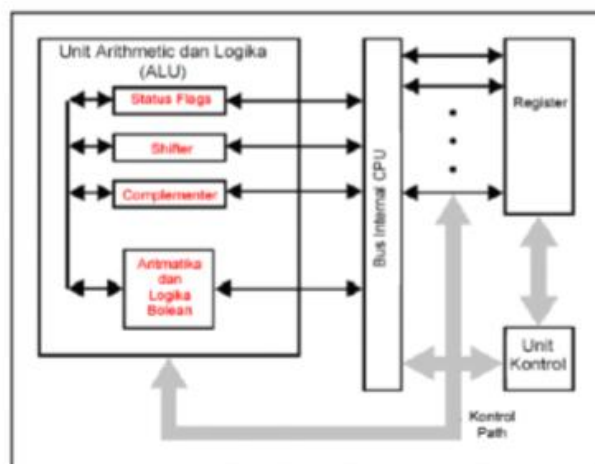 Unit Arithmetic dan Logika
(ALU)
Status Flags
Shifter
Complementer
Aritmatika
dan
Logika
Bolean
Bus Internal CPU
Register
Unit
Kontrol
Kontrol
Path